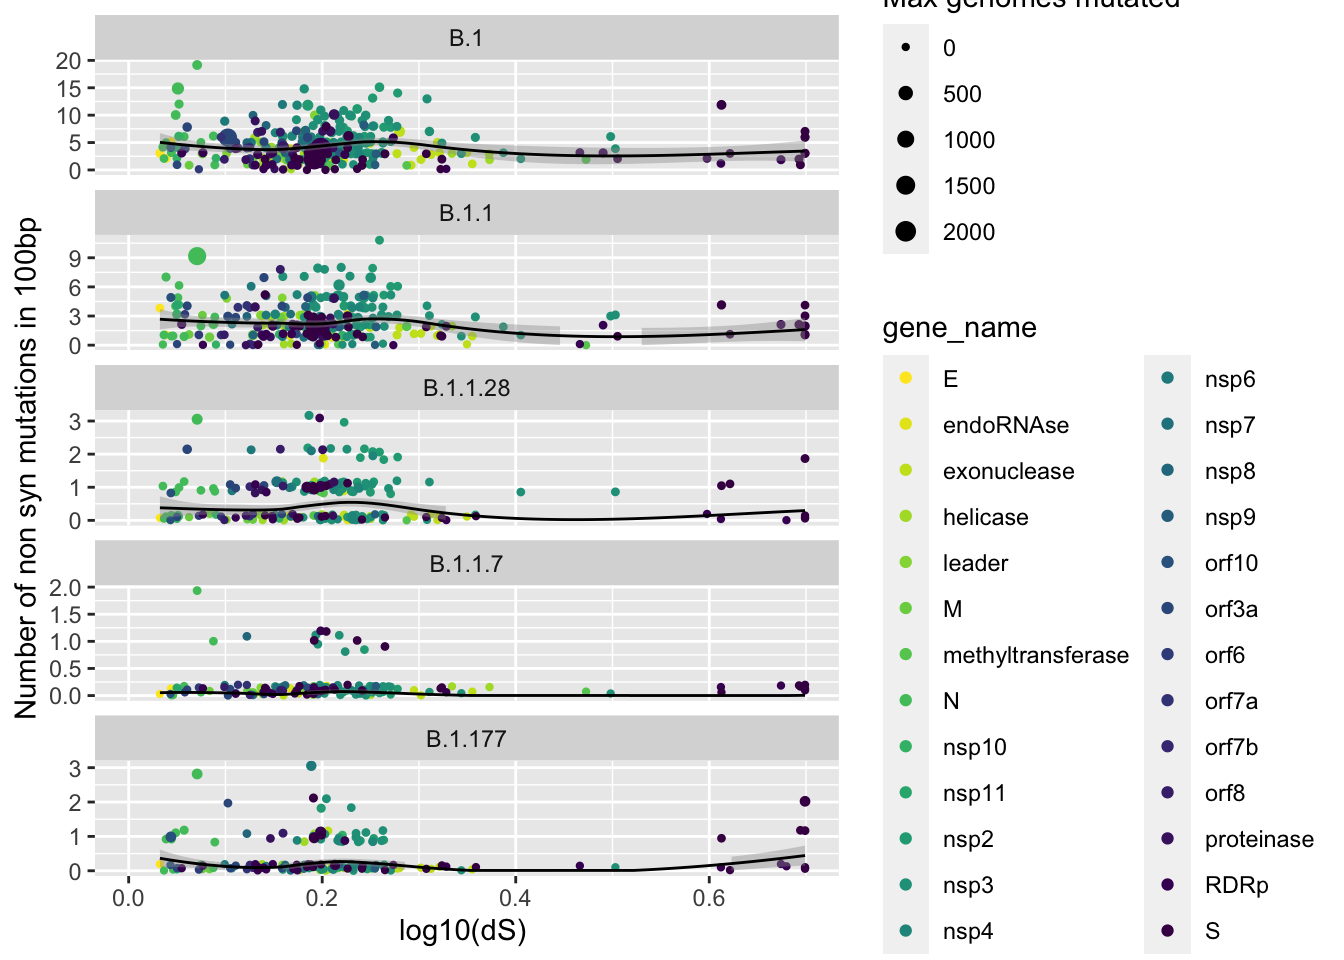 B.1
20
15
10
5
0
B.1.1
9
6
3
0
B.1.1.28
3
2
1
0
B.1.1.7
2.0
1.5
1.0
0.5
0.0
B.1.177
3
2
1
0
0.0 0.2 0.4 0.6
log10(dS)
Number of non syn mutations in 100bp
Max genomes mutated
0
500
1000
1500
2000
gene_name
E
endoRNAse
exonuclease
helicase
leader
M
methyltransferase
N
nsp10
nsp11
nsp2
nsp3
nsp4
nsp6
nsp7
nsp8
nsp9
orf10
orf3a
orf6
orf7a
orf7b
orf8
proteinase
RDRp
S